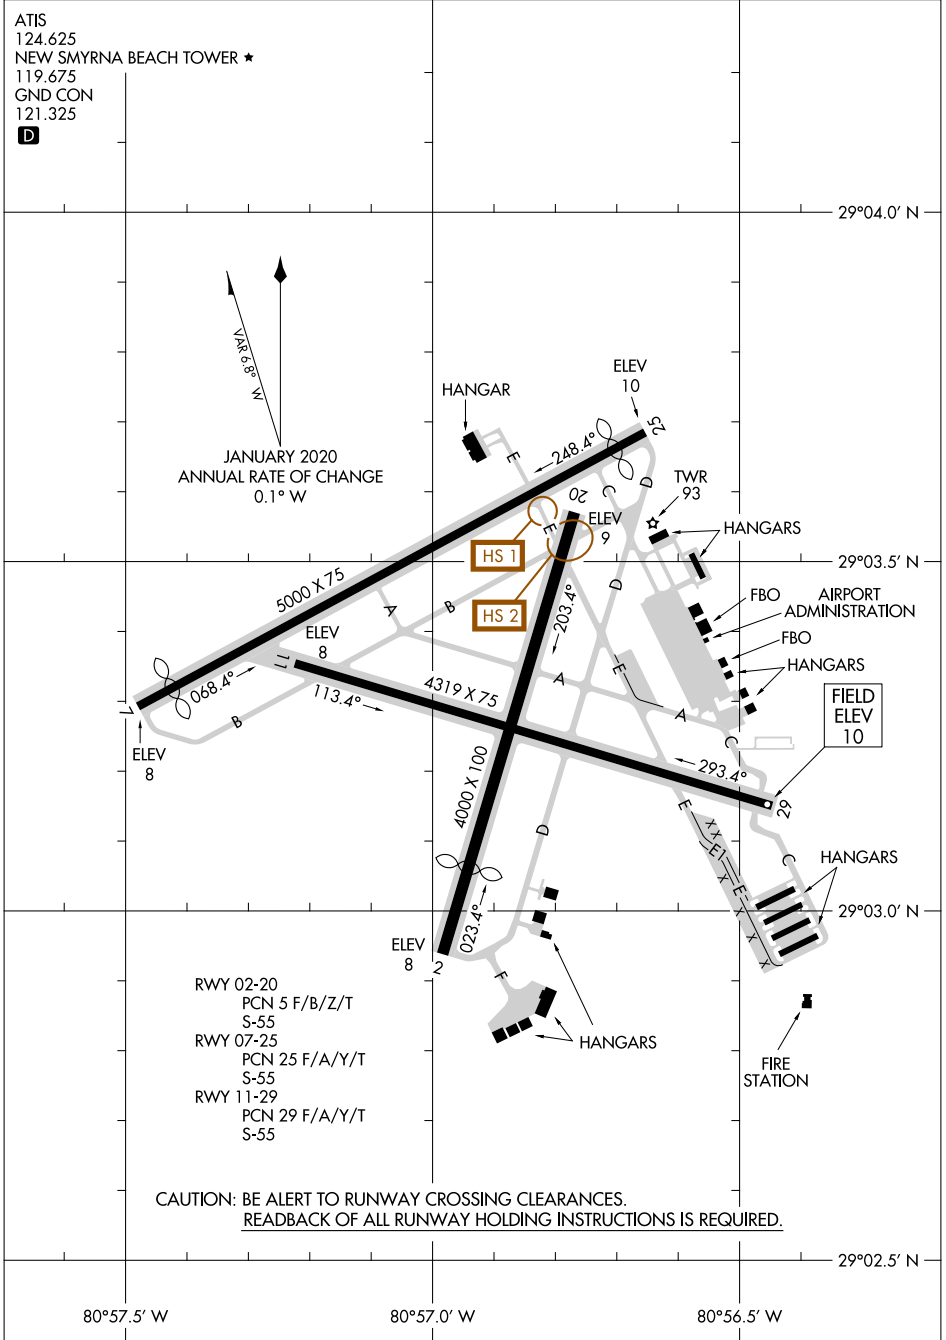 ATIS
124.625
NEW SMYRNA BEACH TOWER ★
119.675
GND CON
121.325
D
29°04.0' N
VAR 6.8° W
JANUARY 2020
ANNUAL RATE OF CHANGE
0.1° W
HANGAR
ELEV
10
25
248.4°
E
C
D
TWR
93
20
ELEV
9
E
HS 1
HANGARS
29°03.5' N
5000 X 75
A
B
HS 2
203.4°
D
FBO
AIRPORT
ADMINISTRATION
FBO
HANGARS
ELEV
8
11
068.4°
113.4°
4319 X 75
A
E
A
FIELD
ELEV
10
7
B
ELEV
8
C
293.4°
4000 X 100
D
E
29
X X
E1
X
E
X
X
X
X
C
HANGARS
023.4°
29°03.0' N
ELEV
8
2
F
HANGARS
FIRE
STATION
RWY 02-20
PCN 5 F/B/Z/T
S-55
RWY 07-25
PCN 25 F/A/Y/T
S-55
RWY 11-29
PCN 29 F/A/Y/T
S-55
CAUTION: BE ALERT TO RUNWAY CROSSING CLEARANCES.
READBACK OF ALL RUNWAY HOLDING INSTRUCTIONS IS REQUIRED.
29°02.5' N
80°57.5' W
80°57.0' W
80°56.5' W